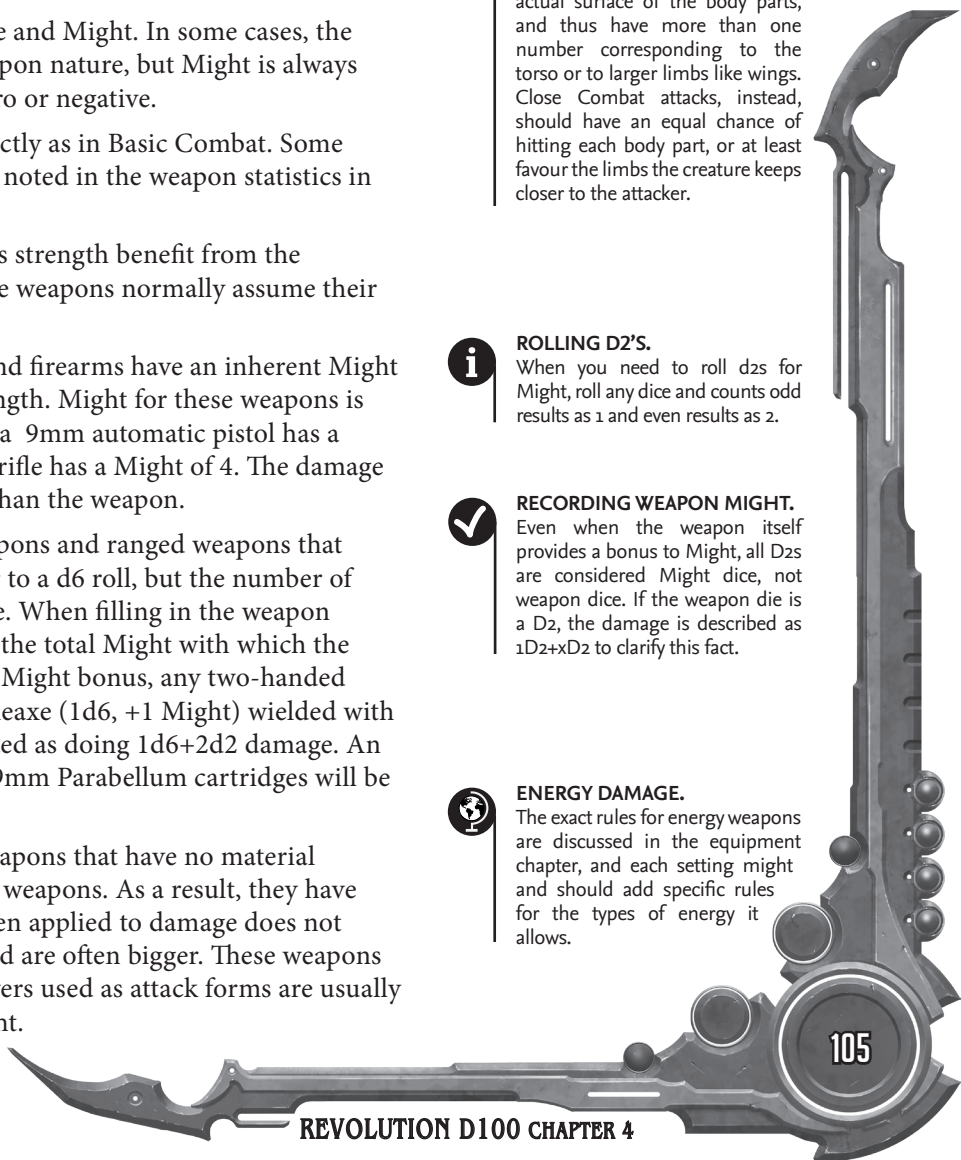 e and Might. In some cases, the
pon nature, but Might is always
ro or negative.
ctly as in Basic Combat. Some
noted in the weapon statistics in
s strength benefit from the
e weapons normally assume their
nd firearms have an inherent Might
ngth. Might for these weapons is
a 9mm automatic pistol has a
rifle has a Might of 4. The damage
han the weapon.
pons and ranged weapons that
to a d6 roll, but the number of
e. When filling in the weapon
the total Might with which the
Might bonus, any two-handed
eaxe (1d6, +1 Might) wielded with
ed as doing 1d6+2d2 damage. An
9mm Parabellum cartridges will be
eapons that have no material
weapons. As a result, they have
en applied to damage does not
d are often bigger. These weapons
ers used as attack forms are usually
nt.
actual surface of the body parts,
and thus have more than one
number corresponding to the
torso or to larger limbs like wings.
Close Combat attacks, instead,
should have an equal chance of
hitting each body part, or at least
favour the limbs the creature keeps
closer to the attacker.
ROLLING D2'S.
When you need to roll d2s for
Might, roll any dice and counts odd
results as 1 and even results as 2.
RECORDING WEAPON MIGHT.
Even when the weapon itself
provides a bonus to Might, all D2s
are considered Might dice, not
weapon dice. If the weapon die is
a D2, the damage is described as
1D2+xD2 to clarify this fact.
ENERGY DAMAGE.
The exact rules for energy weapons
are discussed in the equipment
chapter, and each setting might
and should add specific rules
for the types of energy it
allows.
105
REVOLUTION D100 CHAPTER 4